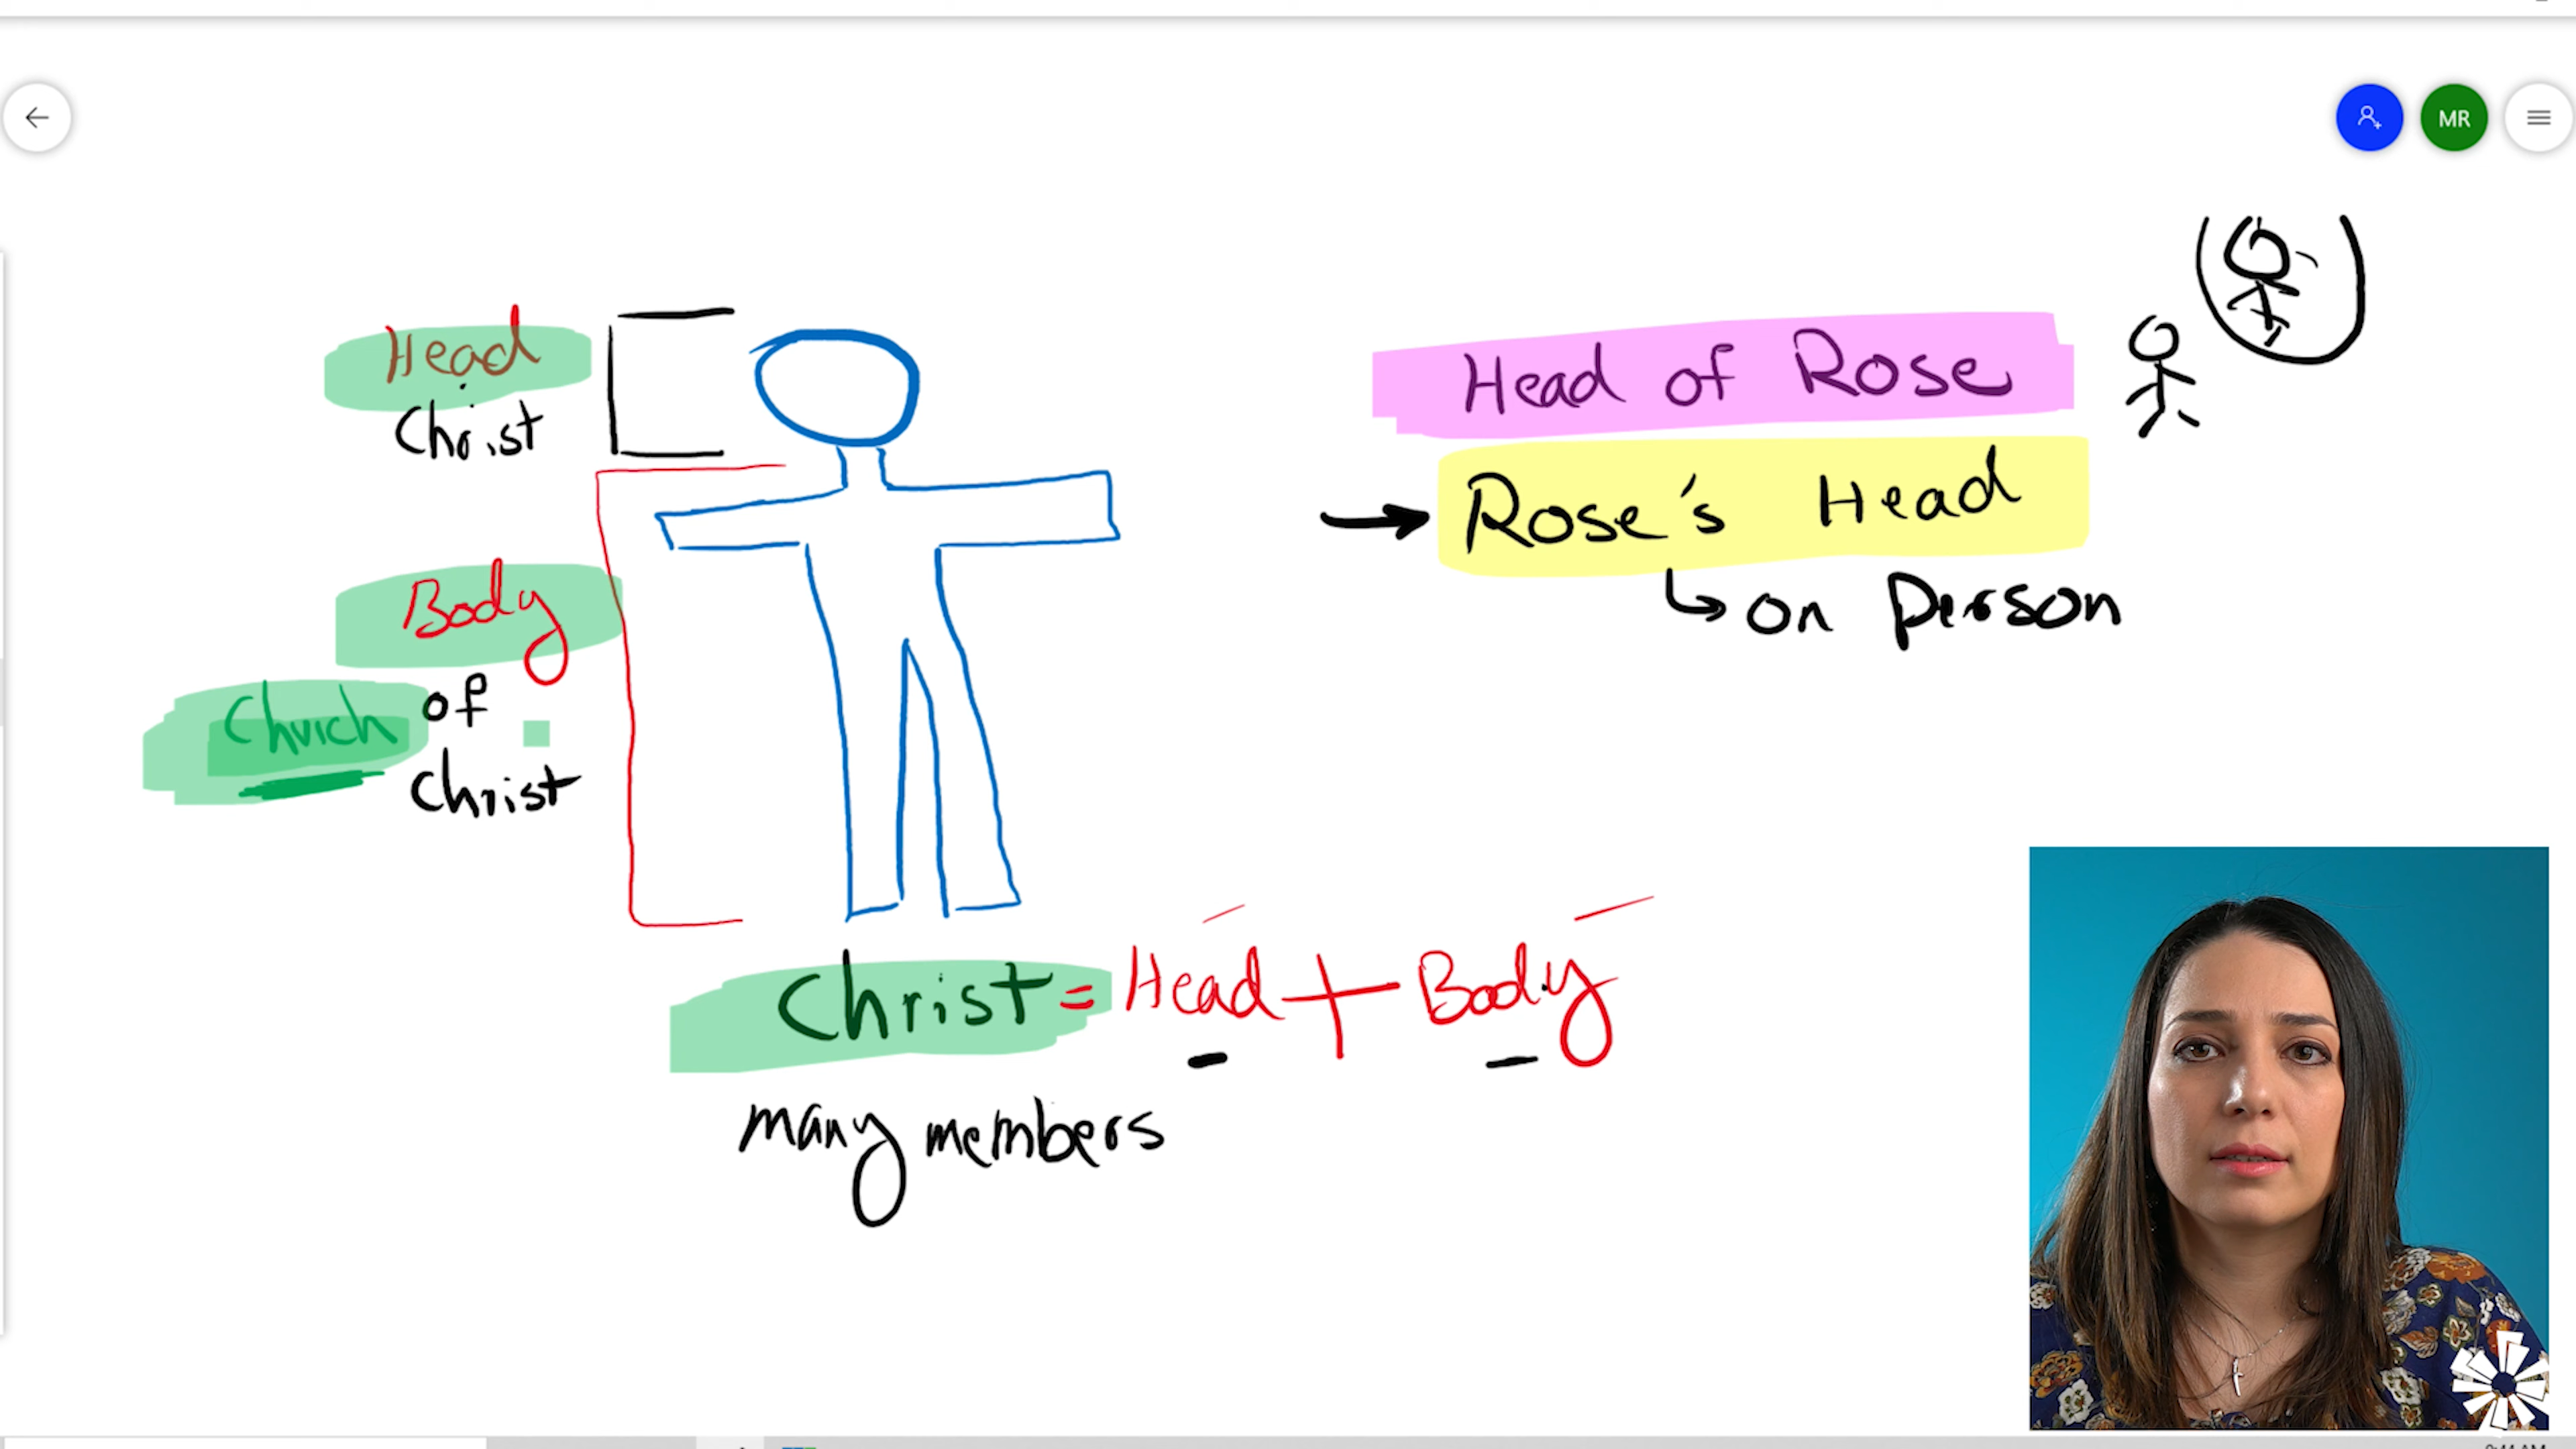 MR
Head
Christ
Body
Church of
Christ
Christ = Head + Body
many members
Head of Rose
→ Rose's Head
↳ on Person